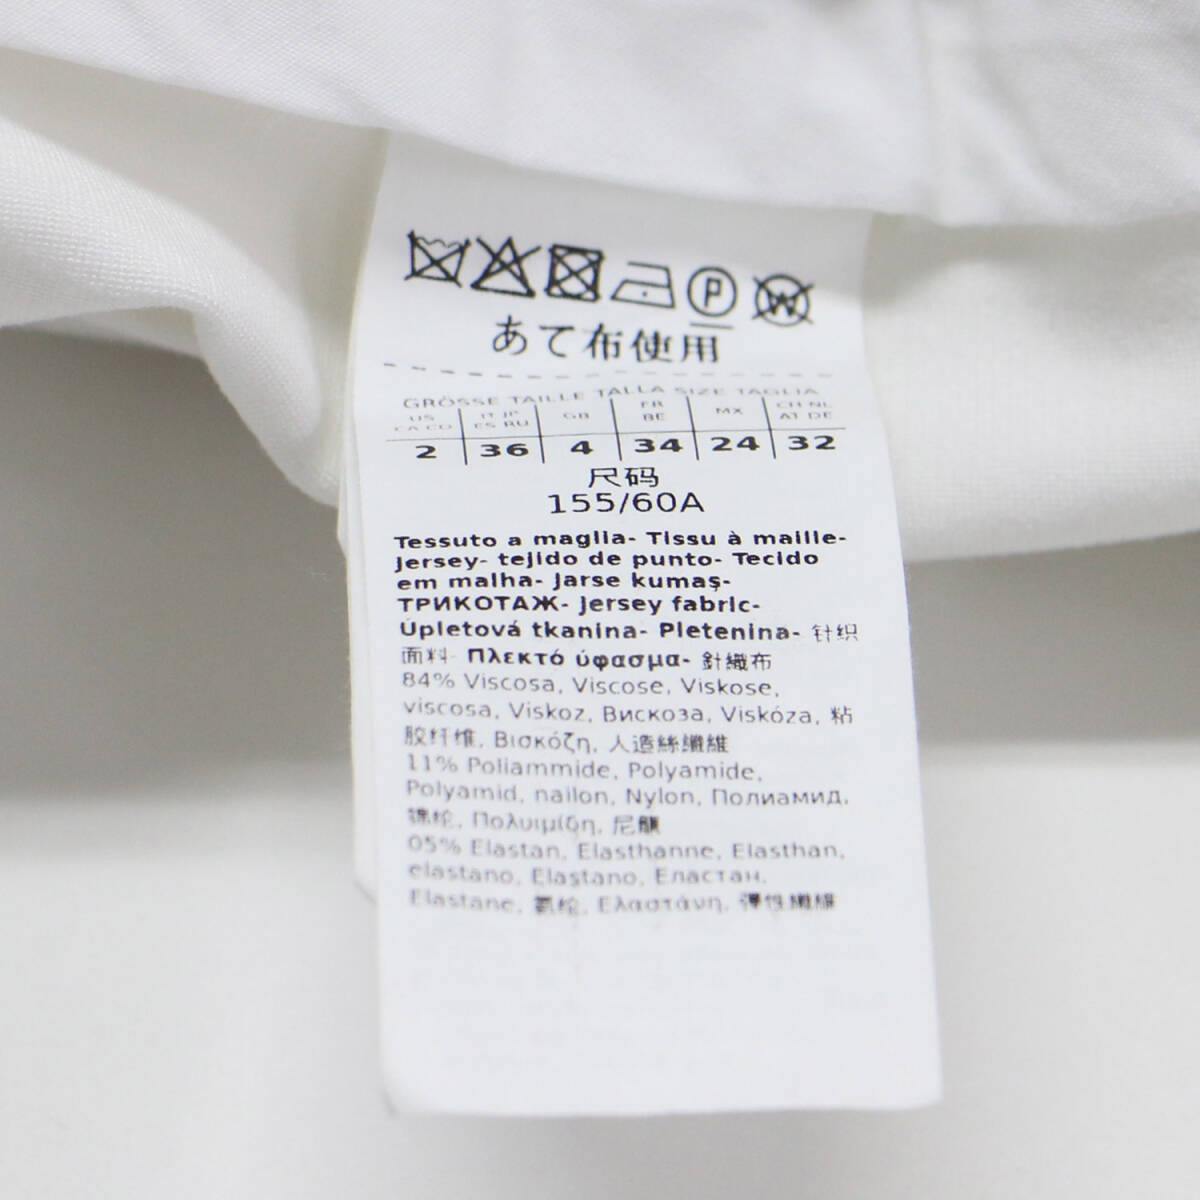 P W
あて布使用
GRÖSSE TAILLE TALLA SIZE TAGLIA
US CA CO | IT JP ES RU | GB | FR BE | MX | CH NL AT DE
2 | 36 | 4 | 34 | 24 | 32
尺码
155/60A
Tessuto a maglia- Tissu à maille-
Jersey- tejido de punto- Tecido
em malha- Jarse kumaş-
ТРИКОТАЖ- Jersey fabric-
Úpletová tkanina- Pletenina- 针织
面料- Πλεκτό ύφασμα- 針織布
84% Viscosa, Viscose, Viskose,
viscosa, Viskoz, Вискоза, Viskóza, 粘
胶纤维, Βισκόζη, 人造絲纖維
11% Poliammide, Polyamide,
Polyamid, nailon, Nylon, Полиамид,
锦纶, Πολυιμίδη, 尼龍
05% Elastan, Elasthanne, Elasthan,
elastano, Elastano, Еластан,
Elastane, 氨纶, Ελαστάνη, 彈性纖維